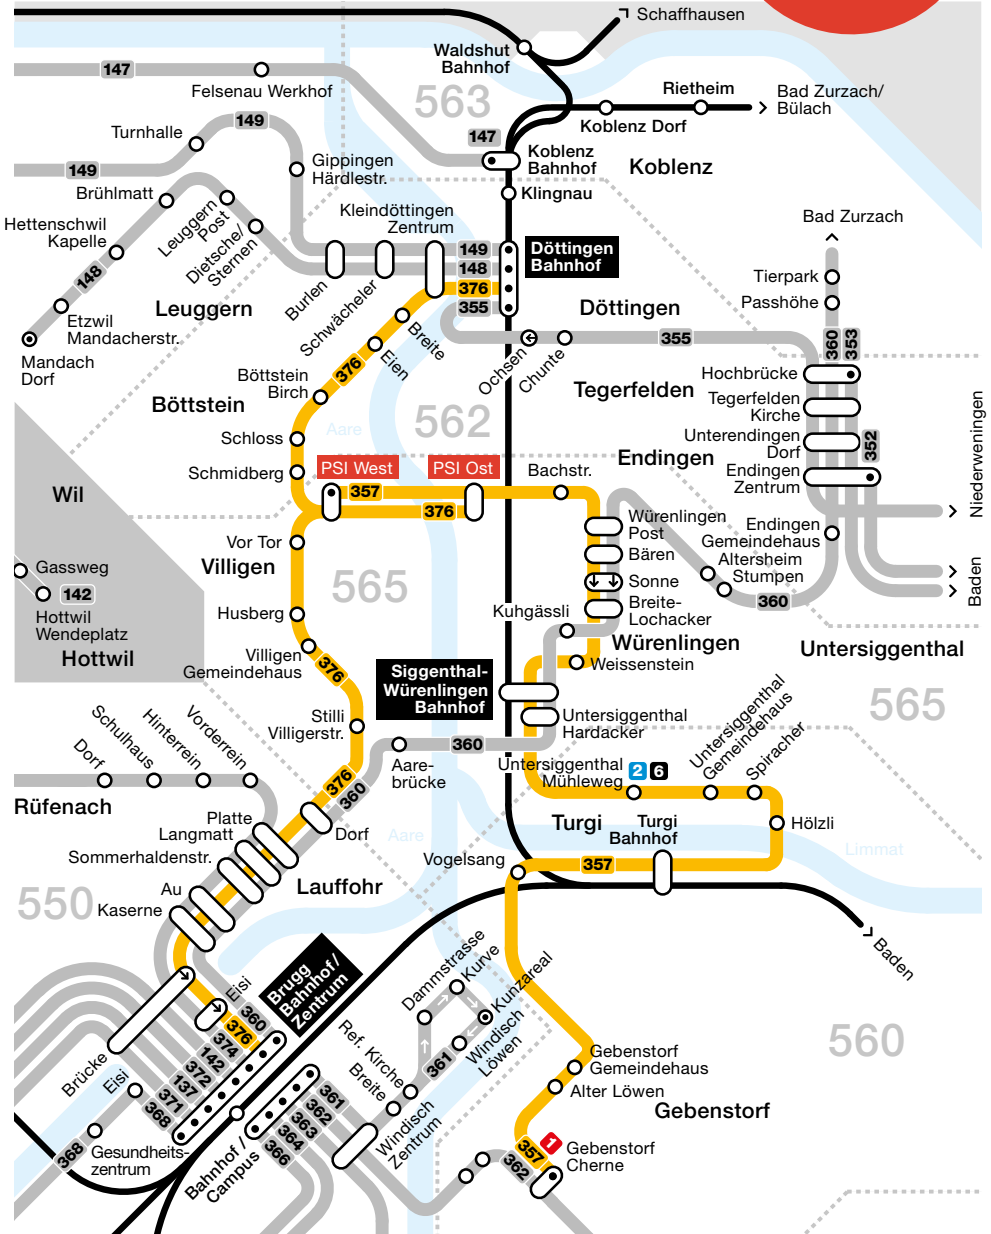 Schaffhausen
Waldshut
Bahnhof
147
Felsenau Werkhof
563
Rietheim
Bad Zurzach/
Bülach
Koblenz Dorf
149
Turnhalle
147
Koblenz
Bahnhof
Koblenz
149
Gippingen
Härdlestr.
Brühlmatt
Klingnau
Hettenschwil
Kapelle
Leuggern
Post
Dietsche/
Sternen
Kleindöttingen
Zentrum
Bad Zurzach
148
149
148
376
355
Döttingen
Bahnhof
Tierpark
Passhöhe
Etzwil
Mandacherstr.
Leuggern
Burlen
Schwächeler
Breite
Eien
Döttingen
355
Ochsen
Chunte
360
353
Mandach
Dorf
376
Böttstein
Birch
Böttstein
Tegerfelden
Hochbrücke
Tegerfelden
Kirche
Aare
562
Schloss
Unterendingen
Dorf
352
Schmidberg
PSI West
PSI Ost
Bachstr.
Endingen
Endingen
Zentrum
Niederweningen
Wil
357
376
Würenlingen
Post
Endingen
Gemeindehaus
Vor Tor
Villigen
Bären
Altersheim
Stumpen
Gassweg
142
Hottwil
Wendeplatz
Hottwil
565
Sonne
Baden
Breite-
Lochacker
360
Husberg
Kuhgässli
Würenlingen
Untersiggenthal
Villigen
Gemeindehaus
376
Siggenthal-
Würenlingen
Bahnhof
Weissenstein
565
Stilli
Villigerstr.
Untersiggenthal
Hardacker
Untersiggenthal
Gemeindehaus
Spiracher
Dorf
Schulhaus
Hinterrein
Vorderrein
360
Aare-
brücke
Untersiggenthal
Mühleweg
2
6
376
360
Rüfenach
Platte
Langmatt
Sommerhaldenstr.
Dorf
Aare
Turgi
Turgi
Bahnhof
Hölzli
Limmat
Vogelsang
357
Au
Kaserne
550
Lauffohr
Baden
Brugg
Bahnhof/
Zentrum
Eisi
Dammstrasse
Kurve
Kunzareal
360
376
374
142
372
137
371
368
Brücke
Eisi
Ref. Kirche
Breite
361
Windisch
Löwen
560
Gebenstorf
Gemeindehaus
Alter Löwen
Gebenstorf
368
Gesundheits-
zentrum
Bahnhof/
Campus
361
362
363
364
366
Windisch
Zentrum
1
357
362
Gebenstorf
Cherne